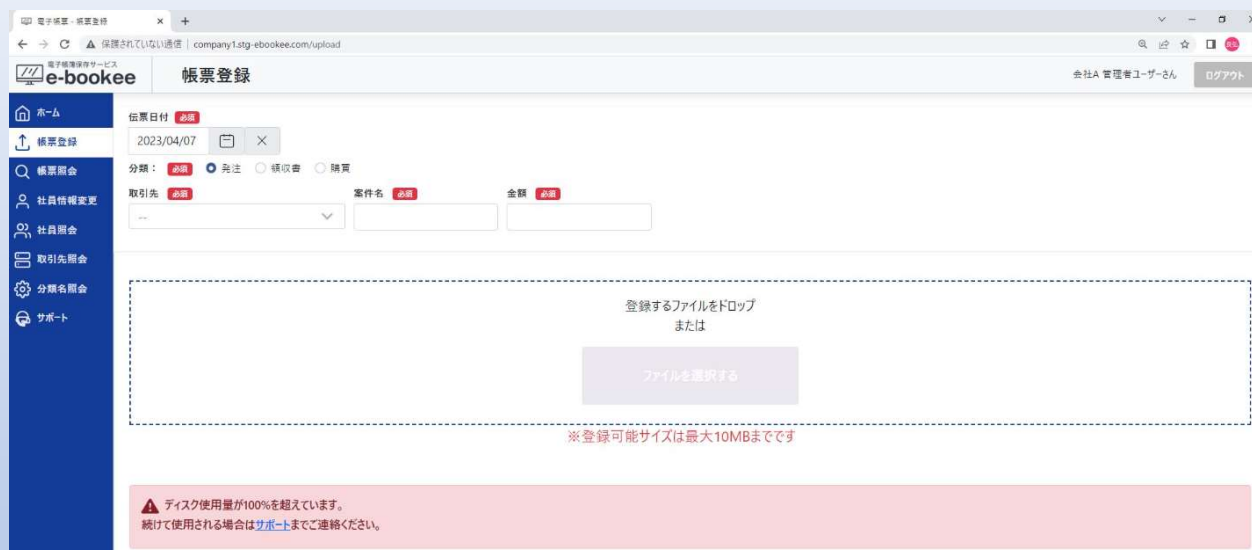 電子帳票 - 帳票登録
保護されていない通信 | company1.stg-ebookee.com/upload
電子帳簿保存サービス
e-bookee
帳票登録
会社A 管理者ユーザーさん
ログアウト
ホーム
帳票登録
帳票照会
社員情報変更
社員照会
取引先照会
分類名照会
サポート
伝票日付 必須
2023/04/07
分類： 必須 発注 領収書 購買
取引先 必須 案件名 必須 金額 必須
--
登録するファイルをドロップ
または
ファイルを選択する
※登録可能サイズは最大10MBまでです
ディスク使用量が100%を超えています。
続けて使用される場合はサポートまでご連絡ください。